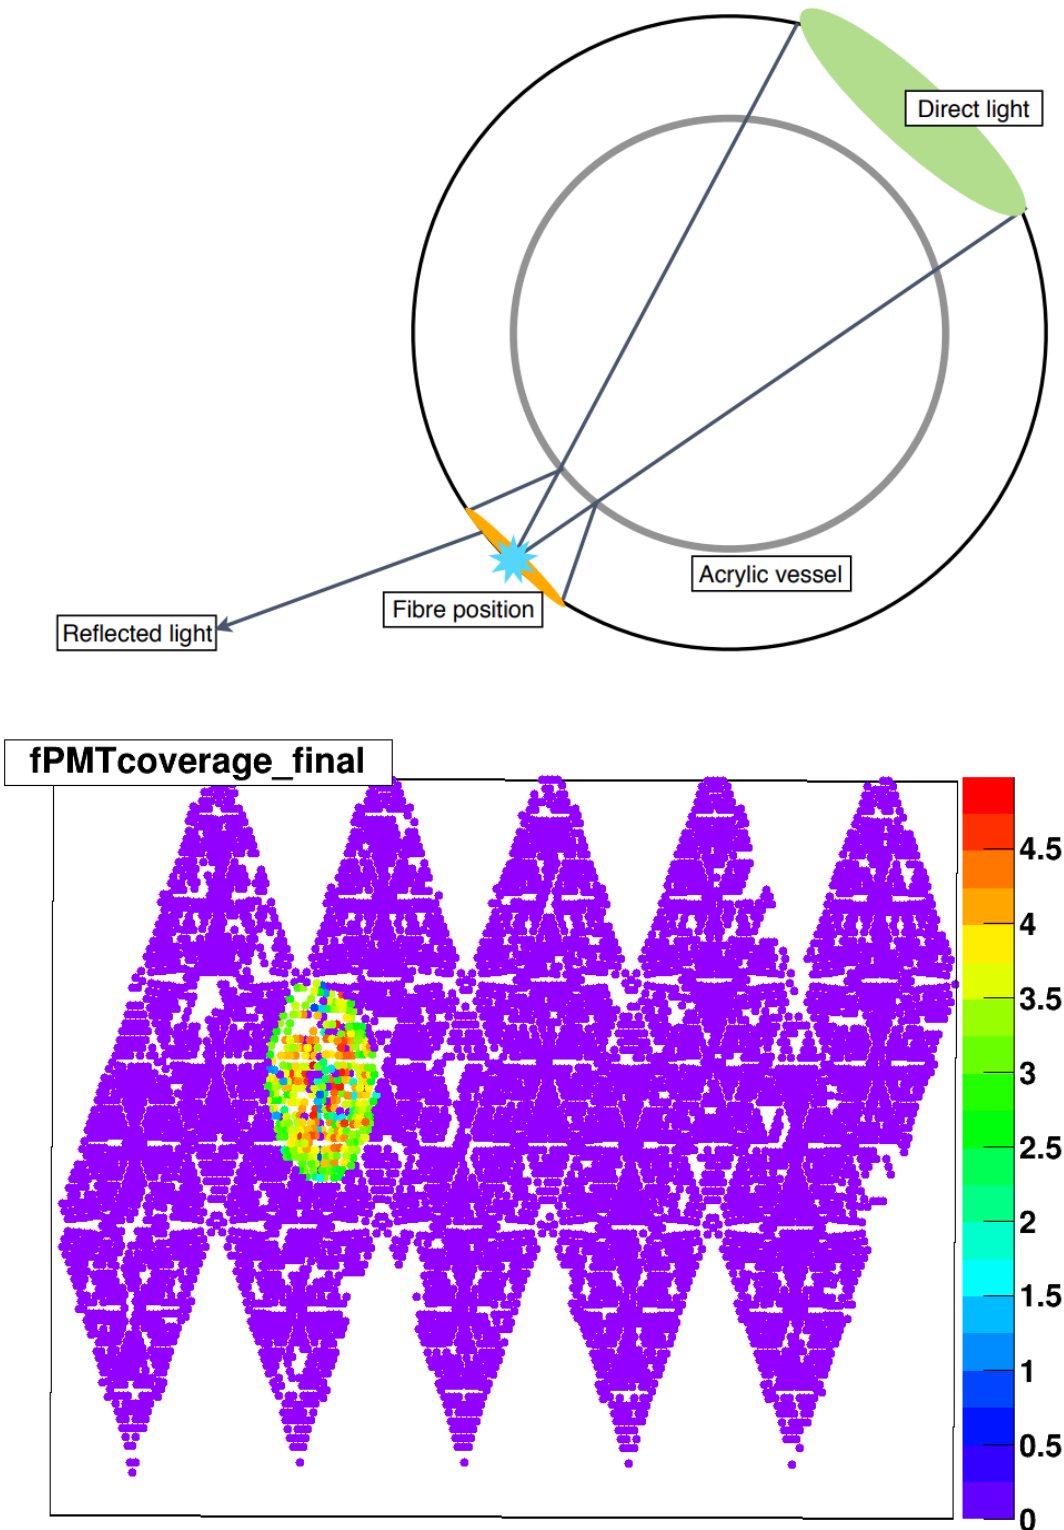 Direct light
Acrylic vessel
Fibre position
Reflected light
fPMTcoverage_final
4.5
4
3.5
3
2.5
2
1.5
1
0.5
0